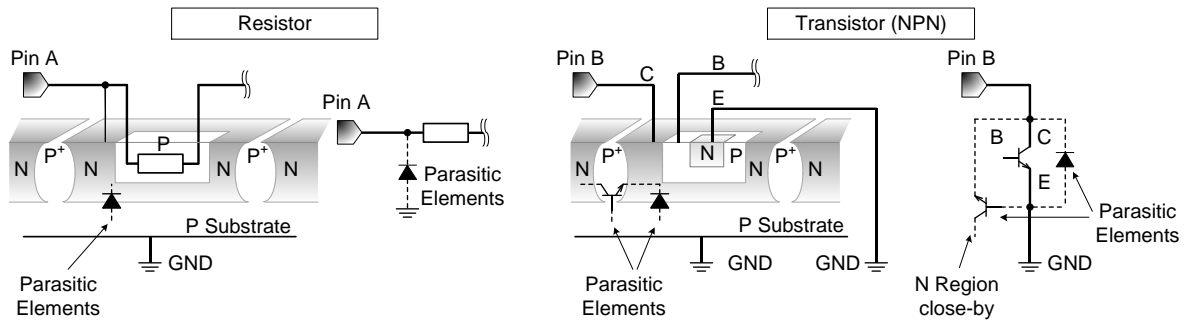 Resistor
Transistor (NPN)
Pin A
Pin A
P
N
P+
N
P+
N
N
Parasitic
Elements
P Substrate
GND
Parasitic
Elements
Pin B
C
B
E
N
P+
N
N
P
P+
N
N
P Substrate
GND
GND
Parasitic
Elements
Pin B
B
C
E
Parasitic
Elements
GND
N Region
close-by